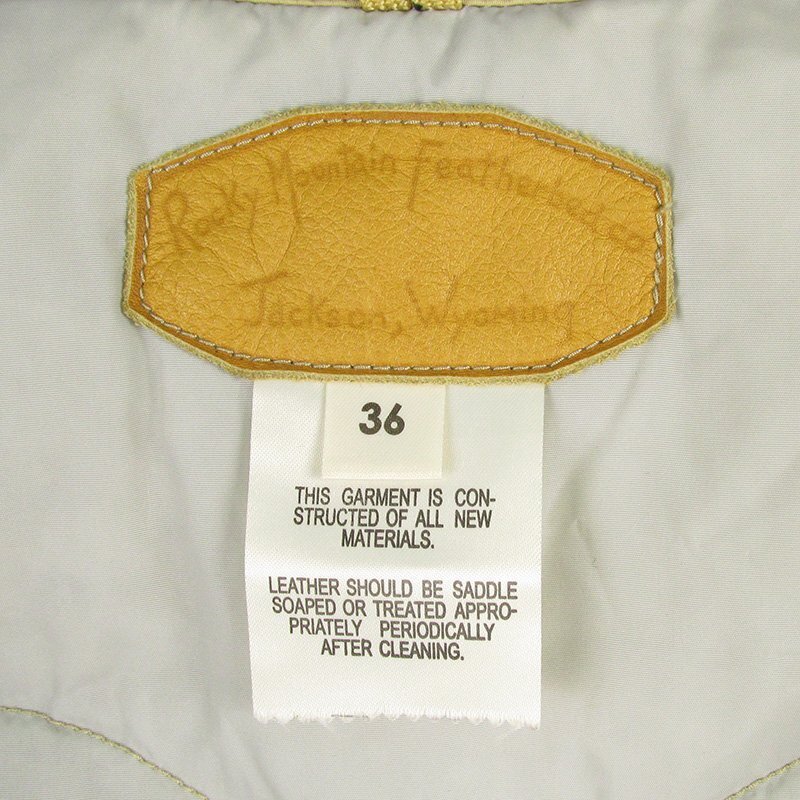 Rocky Mountain Featherbed co.
Jackson, Wyoming
36
THIS GARMENT IS CON-
STRUCTED OF ALL NEW
MATERIALS.
LEATHER SHOULD BE SADDLE
SOAPED OR TREATED APPRO-
PRIATELY PERIODICALLY
AFTER CLEANING.